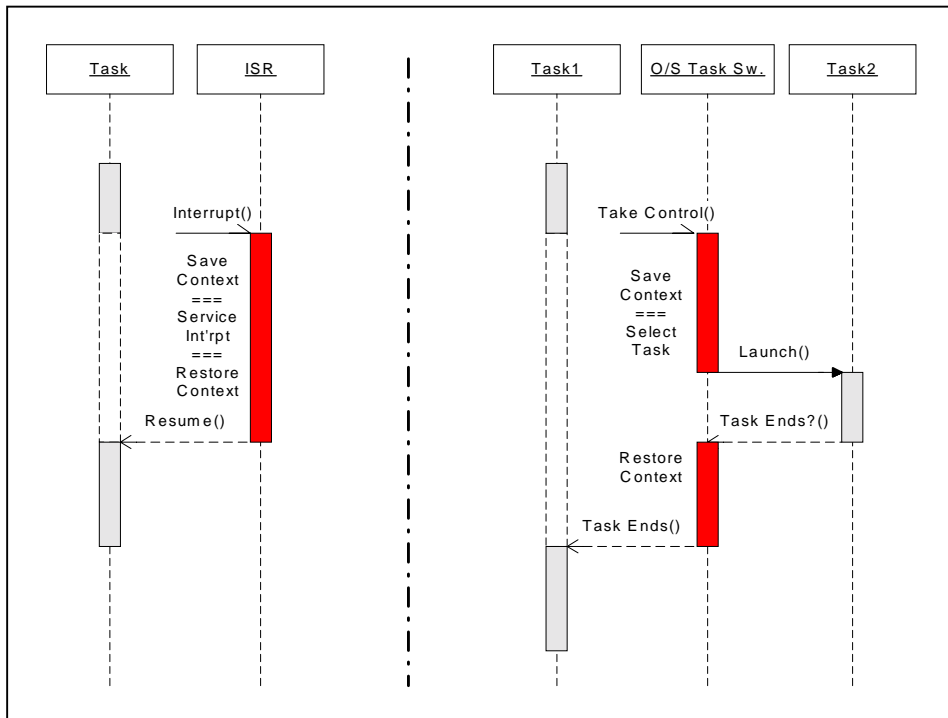 Task
ISR
Interrupt()
Save
Context
===
Service
Int'rpt
===
Restore
Context
Resume()
Task1
O/S Task Sw.
Task2
Take Control()
Save
Context
===
Select
Task
Launch()
Task Ends?()
Restore
Context
Task Ends()